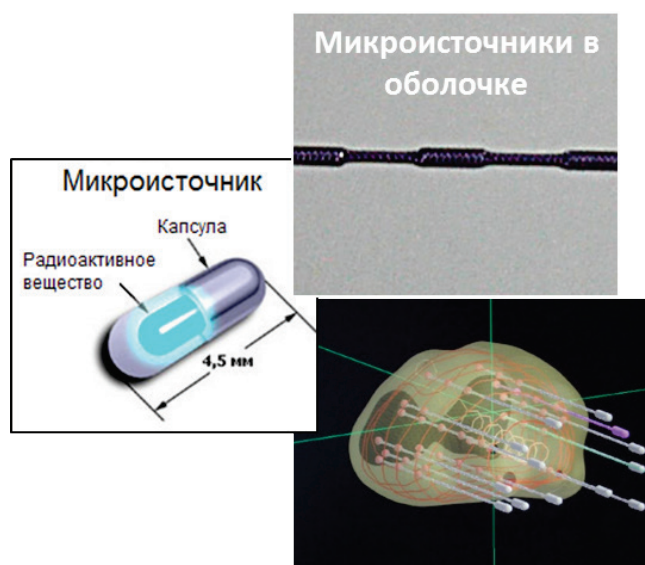 Микроисточники в
оболочке
Микроисточник
Капсула
Радиоактивное
вещество
4,5 мм